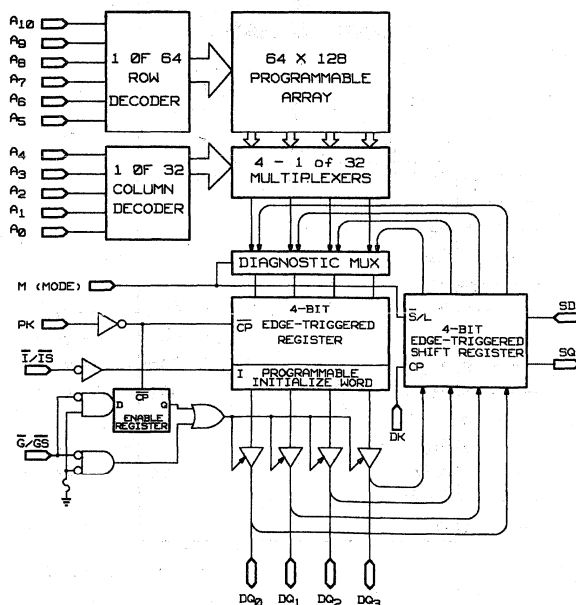 A10
A9
A8
A7
A6
A5
1 OF 64
ROW
DECODER
64 X 128
PROGRAMMABLE
ARRAY
A4
A3
A2
A1
A0
1 OF 32
COLUMN
DECODER
4 - 1 of 32
MULTIPLEXERS
DIAGNOSTIC MUX
M (MODE)
PK
I/IS
CP
4-BIT
EDGE-TRIGGERED
REGISTER
I
PROGRAMMABLE
INITIALIZE WORD
S/L
4-BIT
EDGE-TRIGGERED
SHIFT REGISTER
CP
SD
SQ
DK
CP
D
Q
ENABLE
REGISTER
G/GS
DQ0
DQ1
DQ2
DQ3